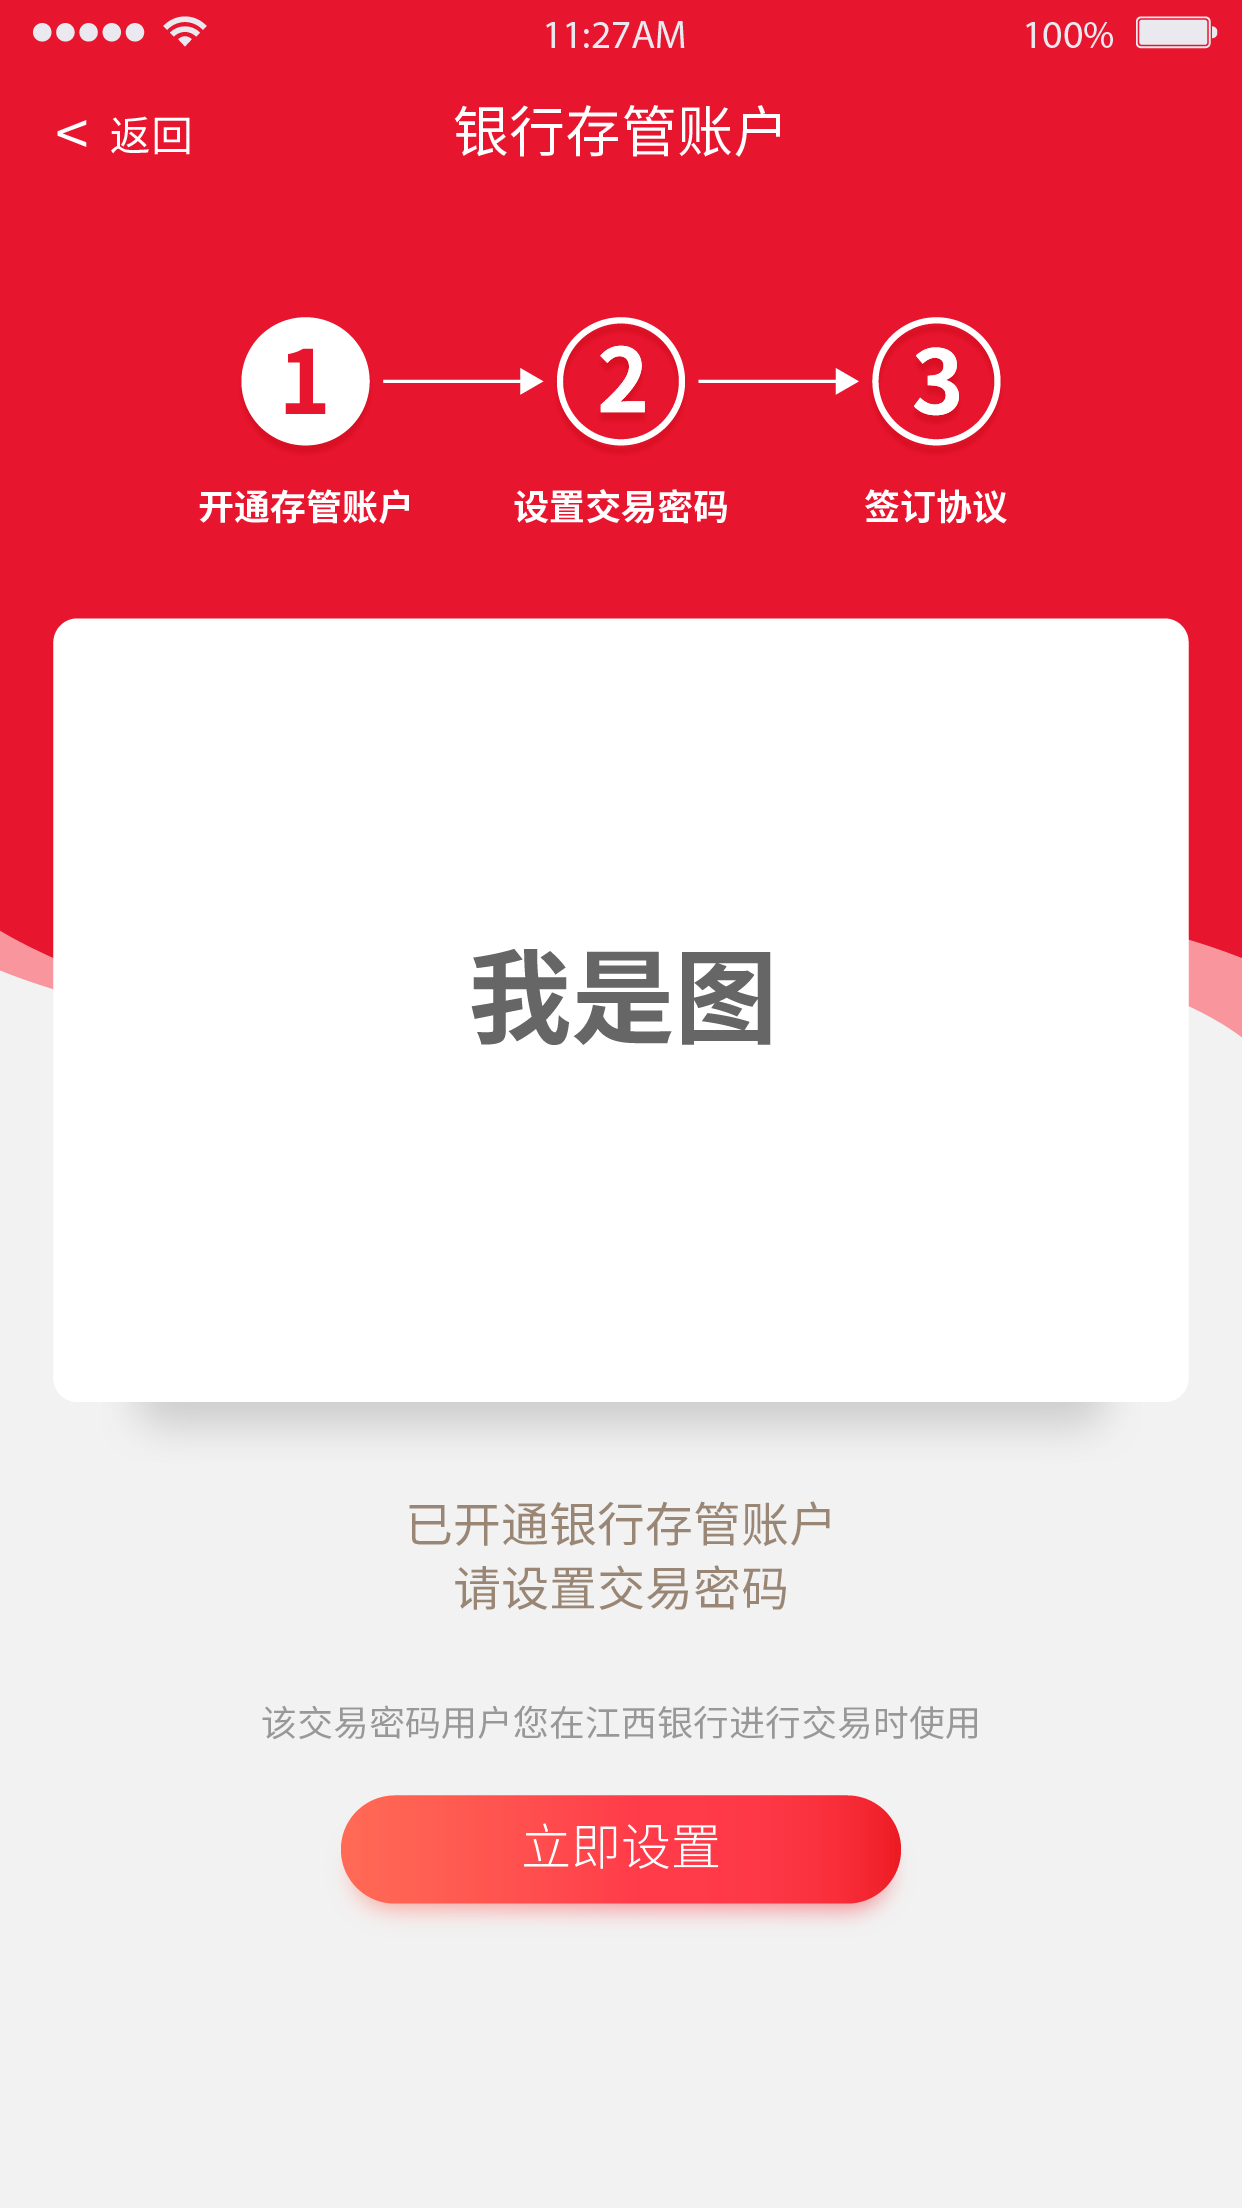 11:27AM
100%
< 返回
银行存管账户
1
2
3
开通存管账户
设置交易密码
签订协议
我是图
已开通银行存管账户
请设置交易密码
该交易密码用户您在江西银行进行交易时使用
立即设置